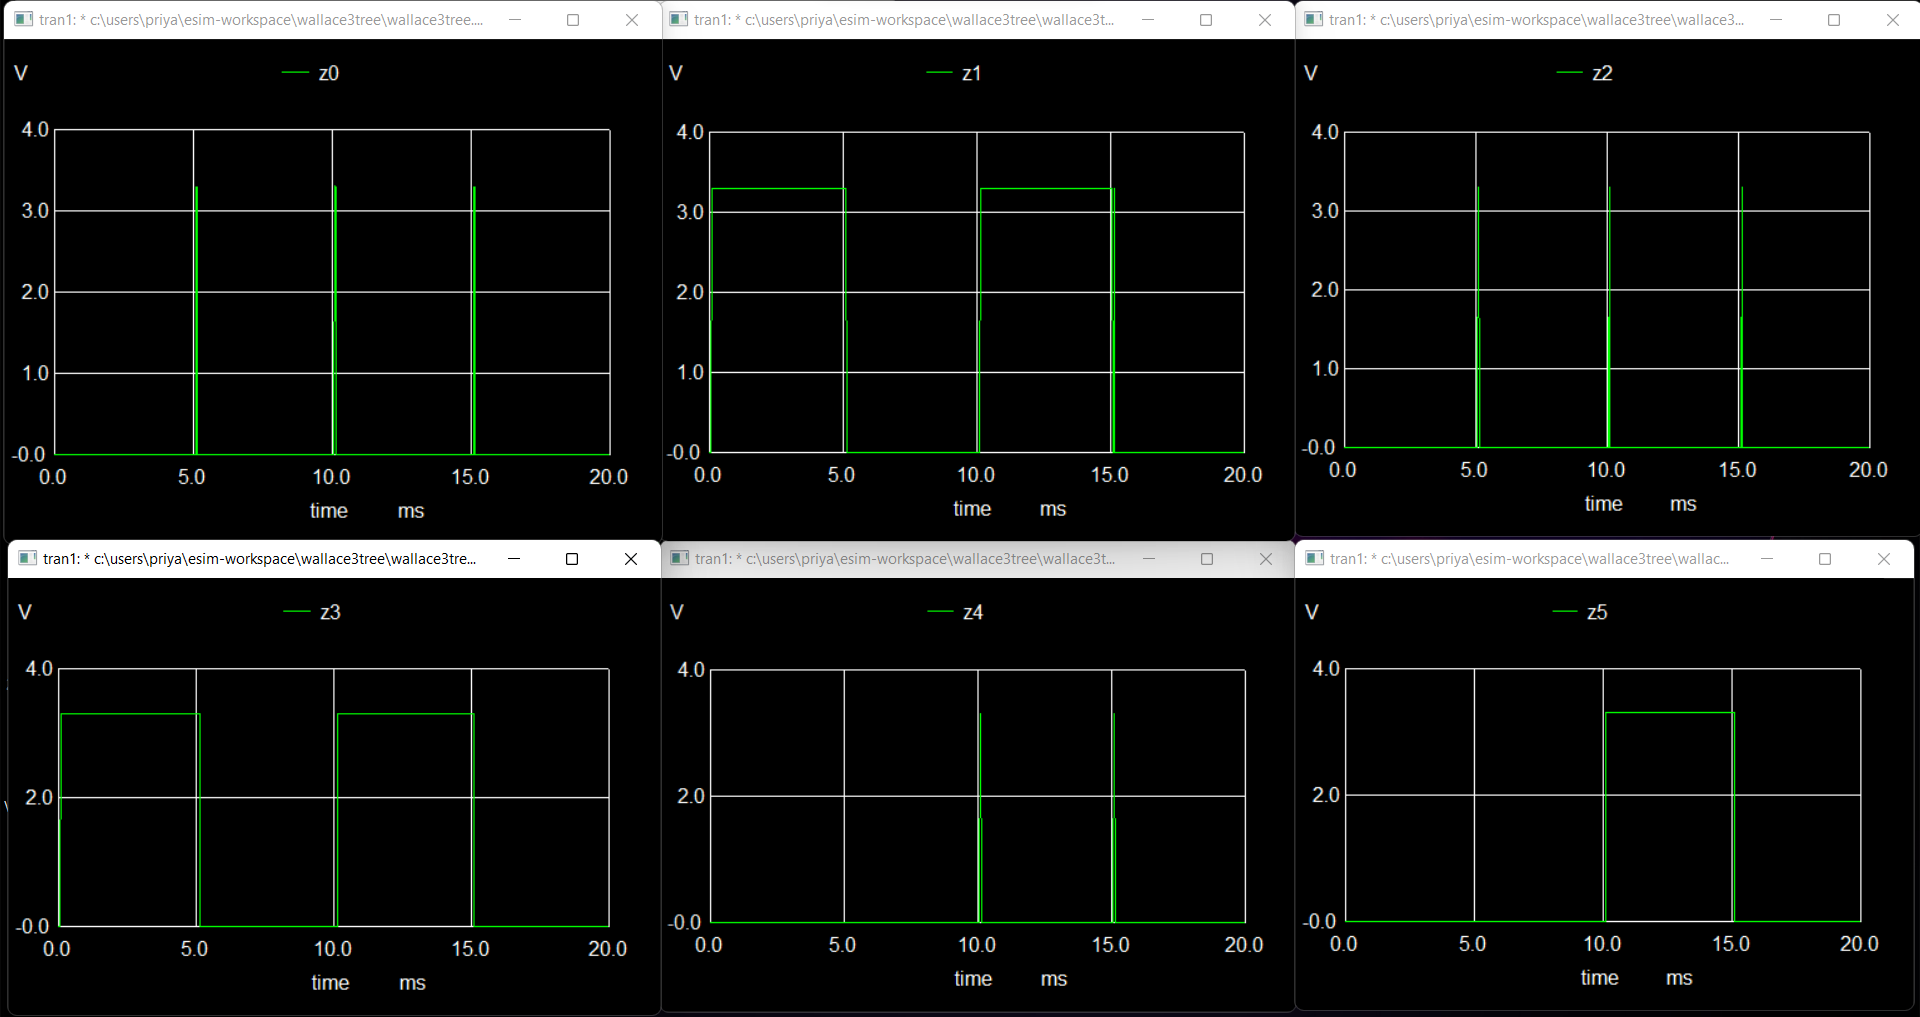 tran1: * c:\users\priya\esim-workspace\wallace3tree\wallace3tree....
V z0
4.0
3.0
2.0
1.0
-0.0
0.0 5.0 10.0 15.0 20.0
time ms
tran1: * c:\users\priya\esim-workspace\wallace3tree\wallace3t...
V z1
4.0
3.0
2.0
1.0
-0.0
0.0 5.0 10.0 15.0 20.0
time ms
tran1: * c:\users\priya\esim-workspace\wallace3tree\wallace3...
V z2
4.0
3.0
2.0
1.0
-0.0
0.0 5.0 10.0 15.0 20.0
time ms
tran1: * c:\users\priya\esim-workspace\wallace3tree\wallace3tre...
V z3
4.0
2.0
-0.0
0.0 5.0 10.0 15.0 20.0
time ms
tran1: * c:\users\priya\esim-workspace\wallace3tree\wallace3t...
V z4
4.0
2.0
-0.0
0.0 5.0 10.0 15.0 20.0
time ms
tran1: * c:\users\priya\esim-workspace\wallace3tree\wallac...
V z5
4.0
2.0
-0.0
0.0 5.0 10.0 15.0 20.0
time ms